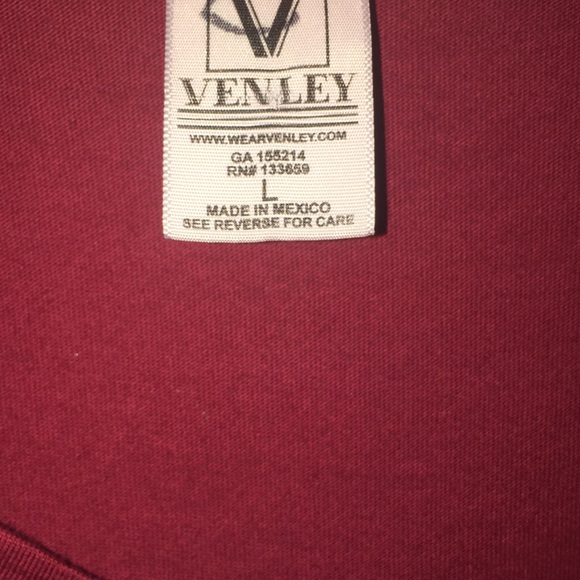 V
VENLEY
WWW.WEARVENLEY.COM
GA 155214
RN# 133659
L
MADE IN MEXICO
SEE REVERSE FOR CARE